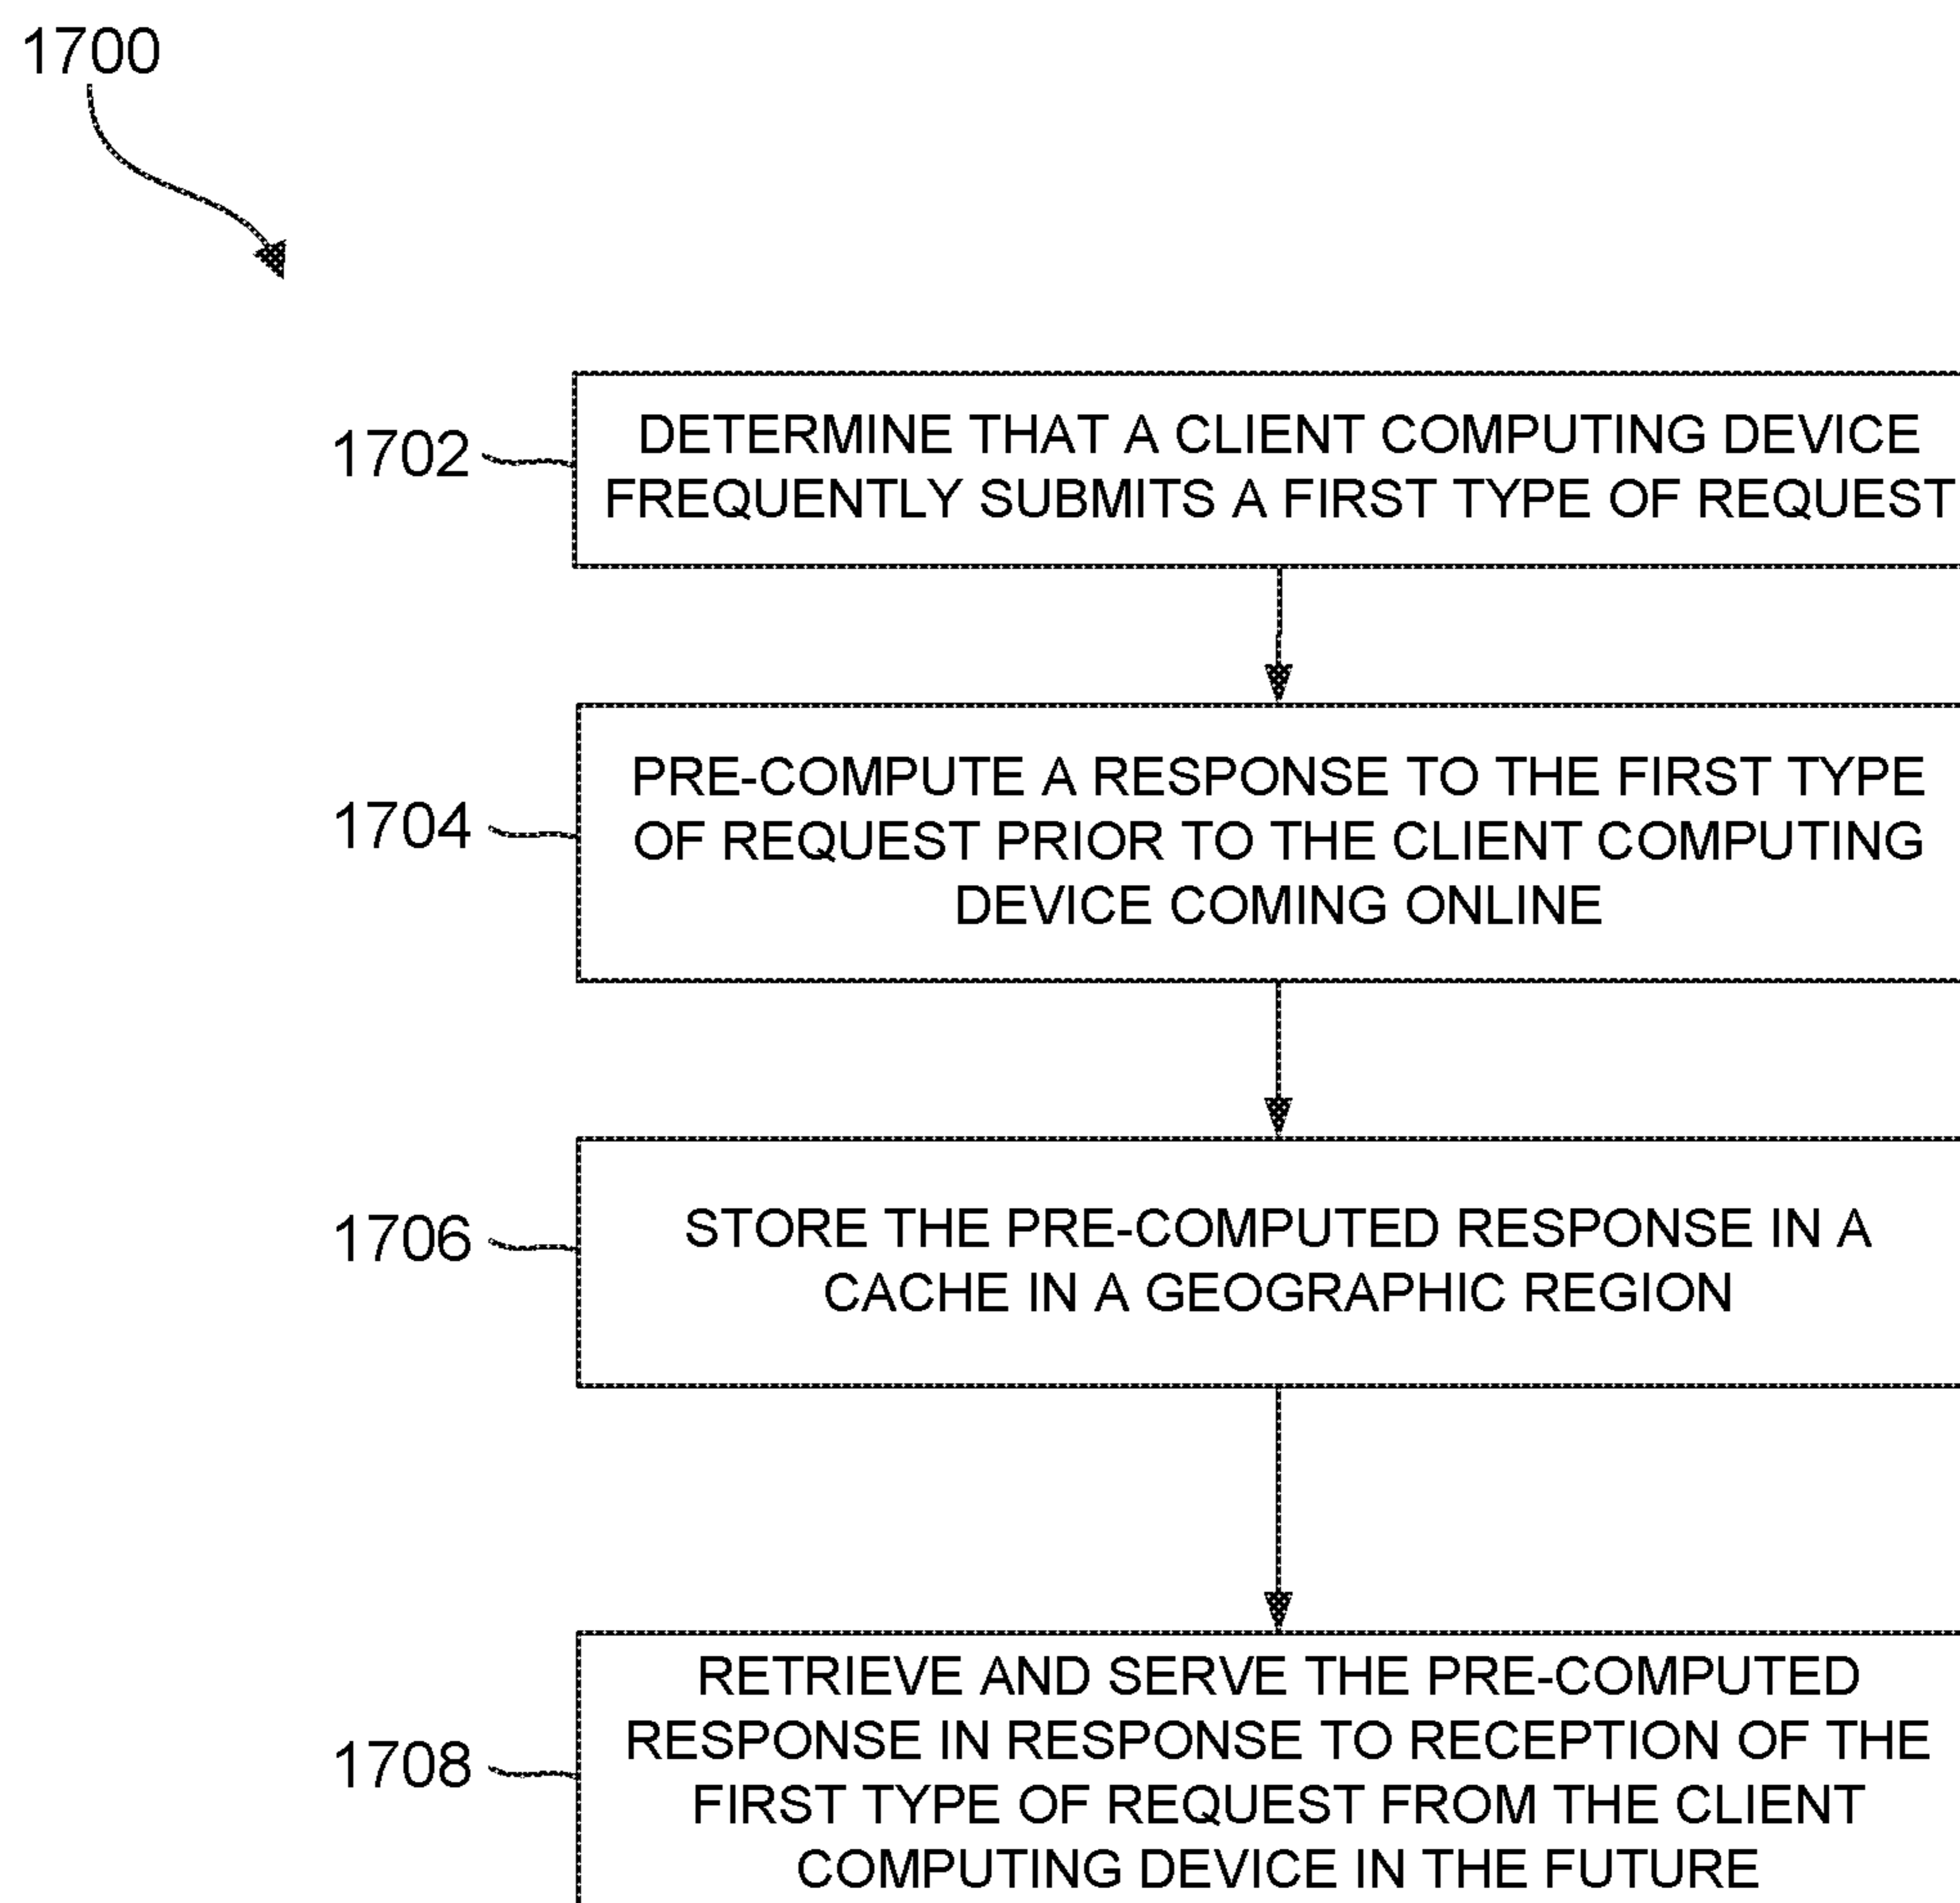 1700
1702
DETERMINE THAT A CLIENT COMPUTING DEVICE
FREQUENTLY SUBMITS A FIRST TYPE OF REQUEST
1704
PRE-COMPUTE A RESPONSE TO THE FIRST TYPE
OF REQUEST PRIOR TO THE CLIENT COMPUTING
DEVICE COMING ONLINE
1706
STORE THE PRE-COMPUTED RESPONSE IN A
CACHE IN A GEOGRAPHIC REGION
1708
RETRIEVE AND SERVE THE PRE-COMPUTED
RESPONSE IN RESPONSE TO RECEPTION OF THE
FIRST TYPE OF REQUEST FROM THE CLIENT
COMPUTING DEVICE IN THE FUTURE